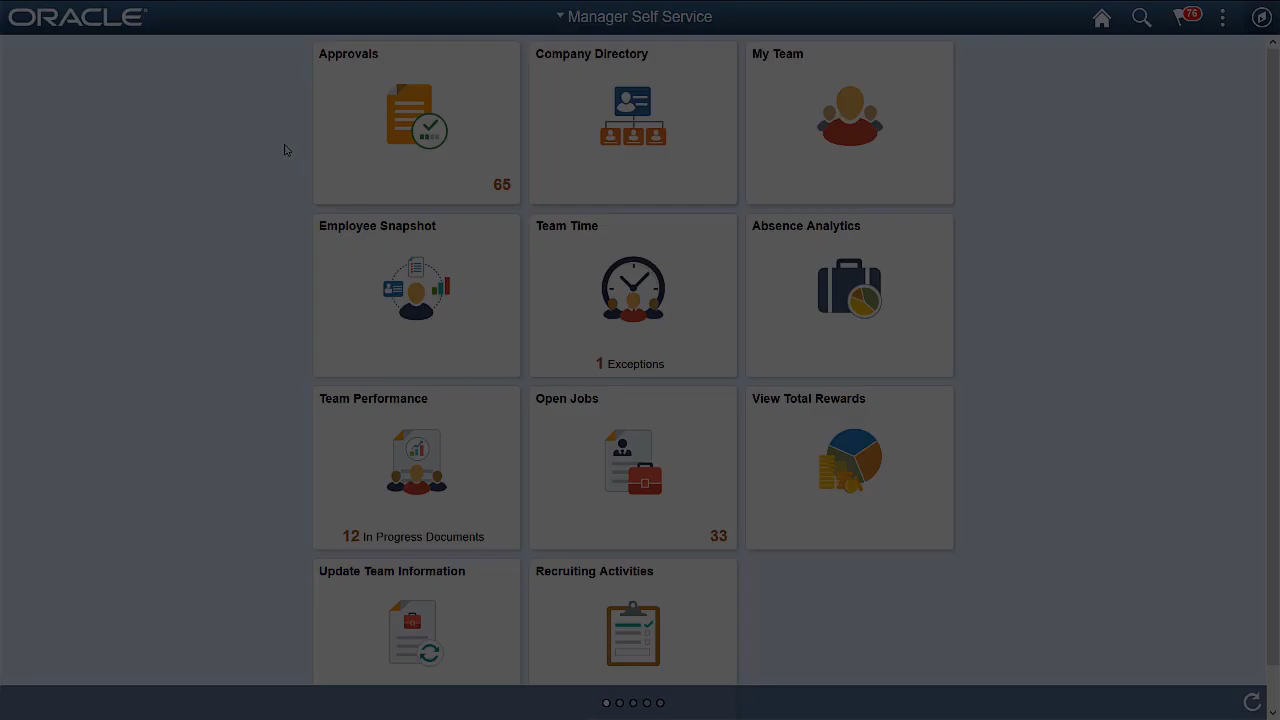 ORACLE
Manager Self Service
76
Approvals
65
Company Directory
My Team
Employee Snapshot
Team Time
1 Exceptions
Absence Analytics
Team Performance
12 In Progress Documents
Open Jobs
33
View Total Rewards
Update Team Information
Recruiting Activities